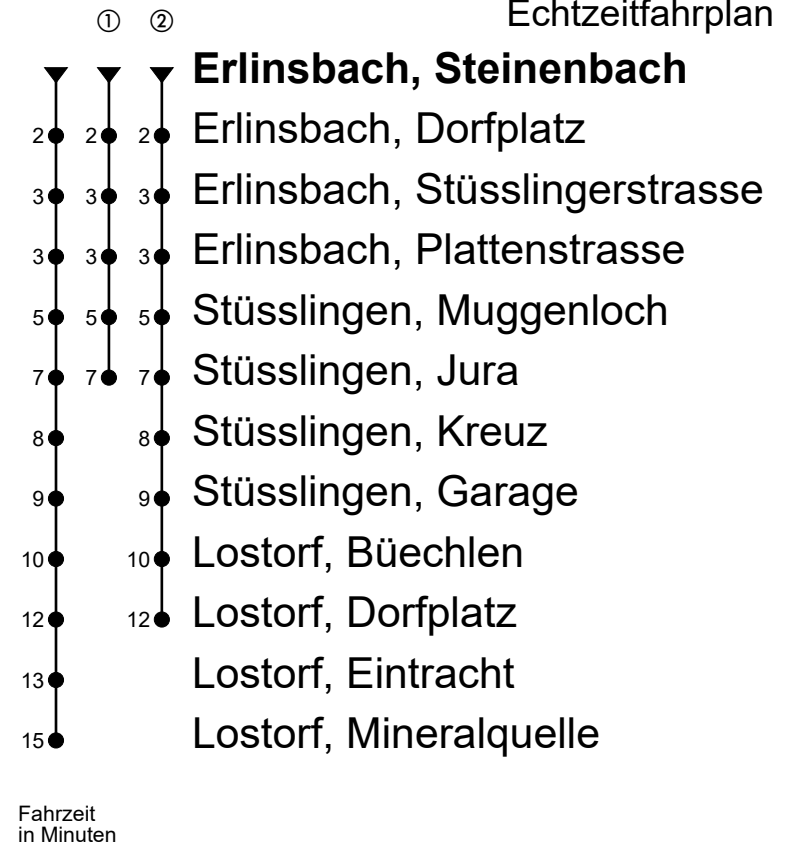 Echtzeitfahrplan
① ②
Erlinsbach, Steinenbach
2 2 2 Erlinsbach, Dorfplatz
3 3 3 Erlinsbach, Stüsslingerstrasse
3 3 3 Erlinsbach, Plattenstrasse
5 5 5 Stüsslingen, Muggenloch
7 7 7 Stüsslingen, Jura
8 8 Stüsslingen, Kreuz
9 9 Stüsslingen, Garage
10 10 Lostorf, Büechlen
12 12 Lostorf, Dorfplatz
13 Lostorf, Eintracht
15 Lostorf, Mineralquelle
Fahrzeit
in Minuten